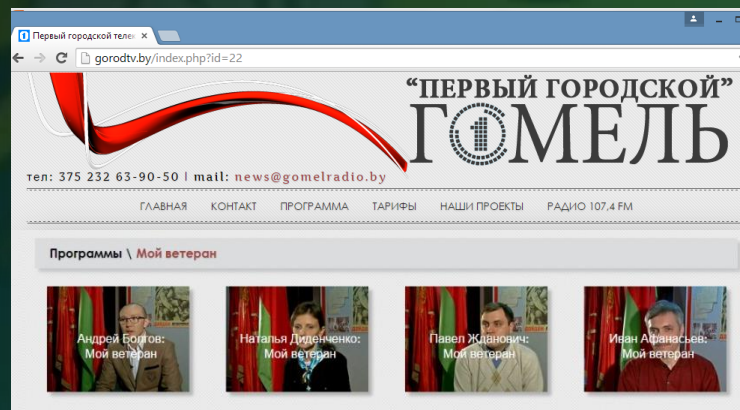 Первый городской телек
gorodtv.by/index.php?id=22
“ПЕРВЫЙ ГОРОДСКОЙ”
ГОМЕЛЬ
1
тел: 375 232 63-90-50 | mail: news@gomelradio.by
ГЛАВНАЯ КОНТАКТ ПРОГРАММА ТАРИФЫ НАШИ ПРОЕКТЫ РАДИО 107,4 FM
Программы \ Мой ветеран
Андрей Болгов:
Мой ветеран
Наталья Диденченко:
Мой ветеран
Павел Жданович:
Мой ветеран
Иван Афанасьев:
Мой ветеран